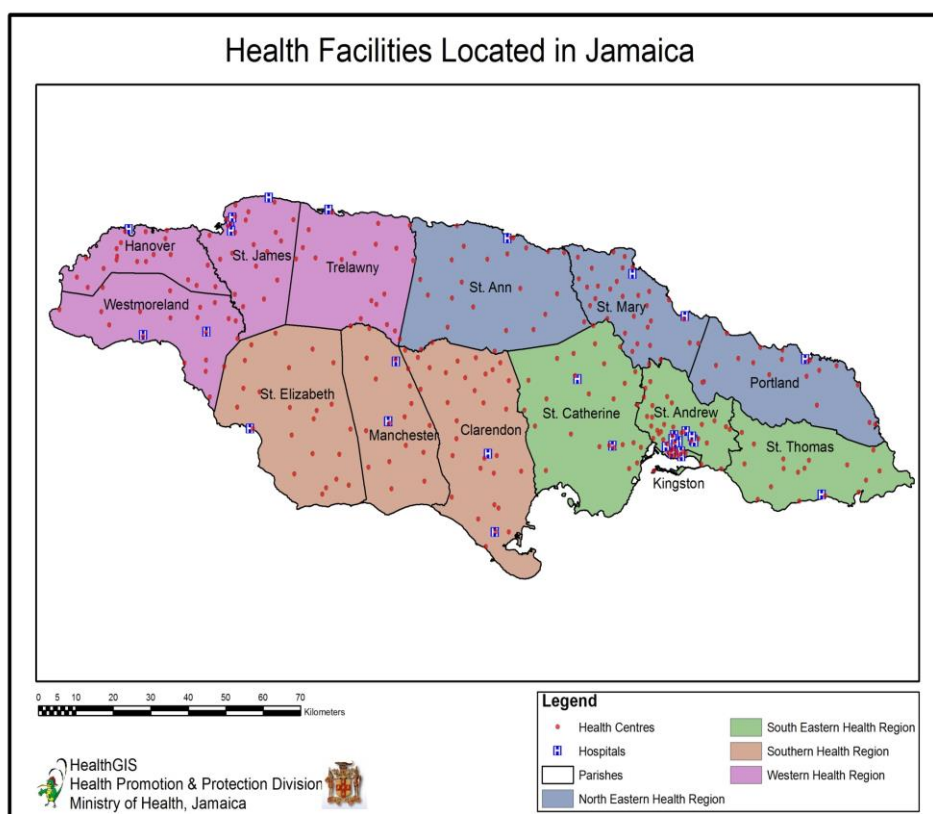 Health Facilities Located in Jamaica
Hanover
St. James
Trelawny
Westmoreland
St. Ann
St. Mary
Portland
St. Elizabeth
Manchester
Clarendon
St. Catherine
St. Andrew
St. Thomas
Kingston
0 5 10 20 30 40 50 60 70
Kilometers
Legend
Health Centres
H Hospitals
Parishes
North Eastern Health Region
South Eastern Health Region
Southern Health Region
Western Health Region
HealthGIS
Health Promotion & Protection Division
Ministry of Health, Jamaica